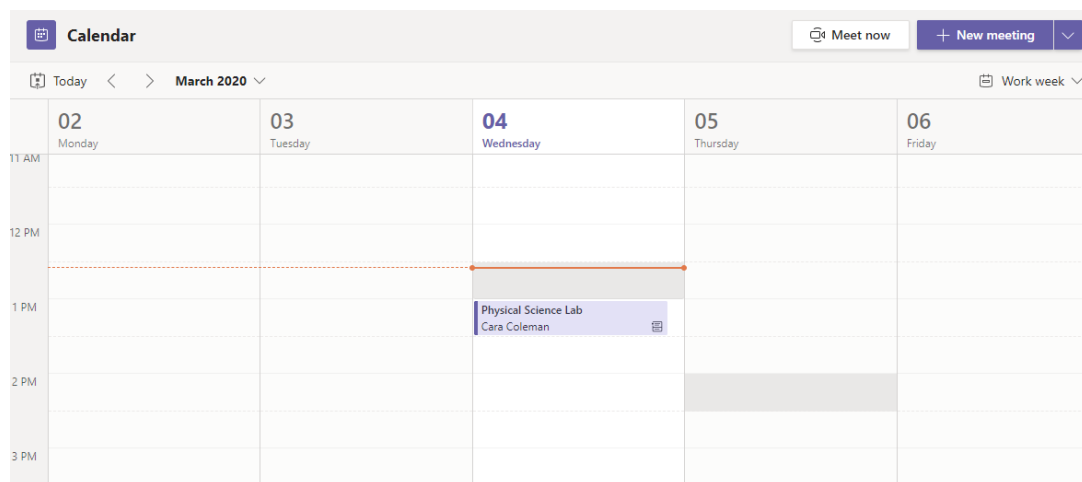 Calendar
Meet now
New meeting
Today
March 2020
Work week
02
Monday
03
Tuesday
04
Wednesday
05
Thursday
06
Friday
11 AM
12 PM
1 PM
Physical Science Lab
Cara Coleman
2 PM
3 PM